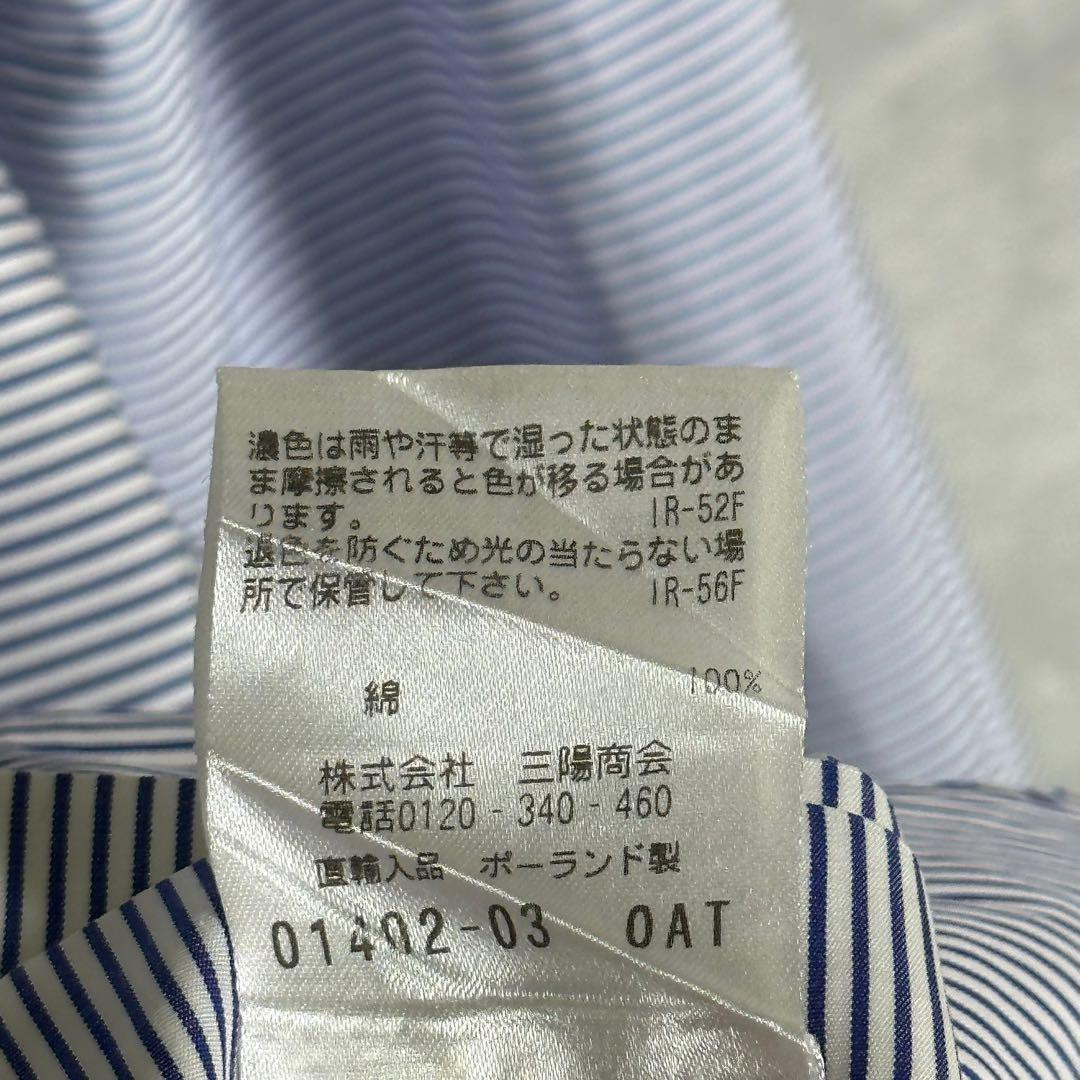 濃色は雨や汗等で湿った状態のま
ま摩擦されると色が移る場合があ
ります。 IR-52F
退色を防ぐため光の当たらない場
所で保管して下さい。 IR-56F
綿 100%
株式会社 三陽商会
電話0120-340-460
直輸入品 ポーランド製
01402-03 0AT